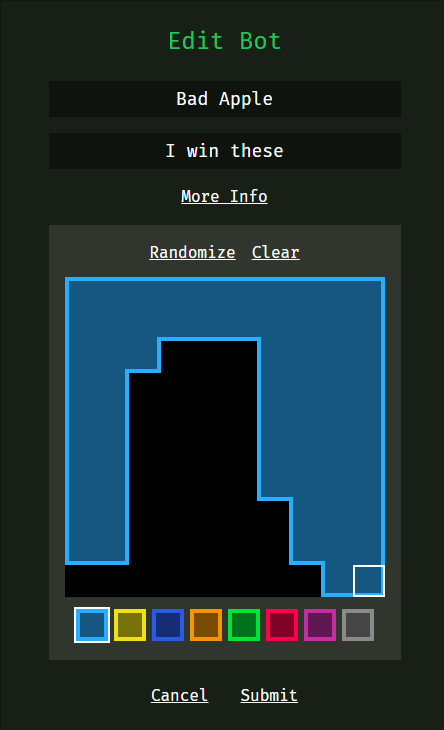 Edit Bot
Bad Apple
I win these
More Info
Randomize Clear
Cancel Submit